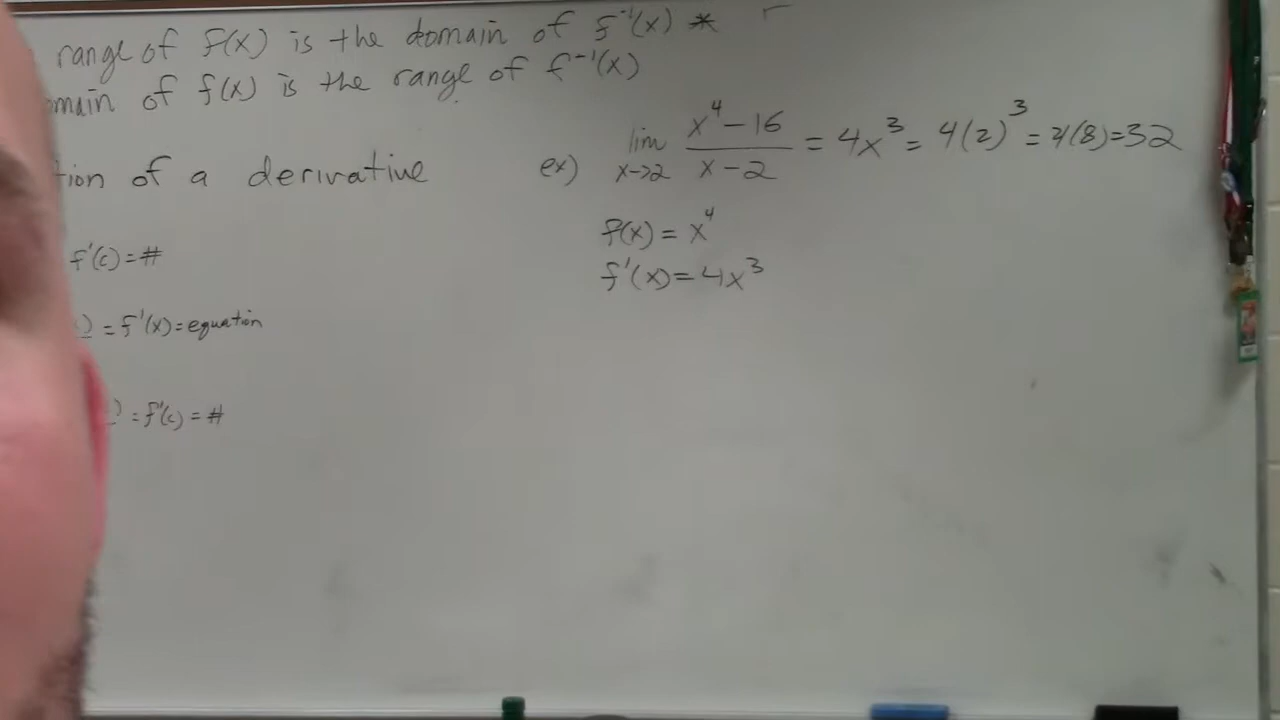 range of f(x) is the domain of f⁻¹(x) *
main of f(x) is the range of f⁻¹(x)
tion of a derivative
f'(c) = #
) = f'(x) = equation
) = f'(c) = #
ex) lim x→2 (x⁴ - 16)/(x - 2) = 4x³ = 4(2)³ = 4(8) = 32
f(x) = x⁴
f'(x) = 4x³